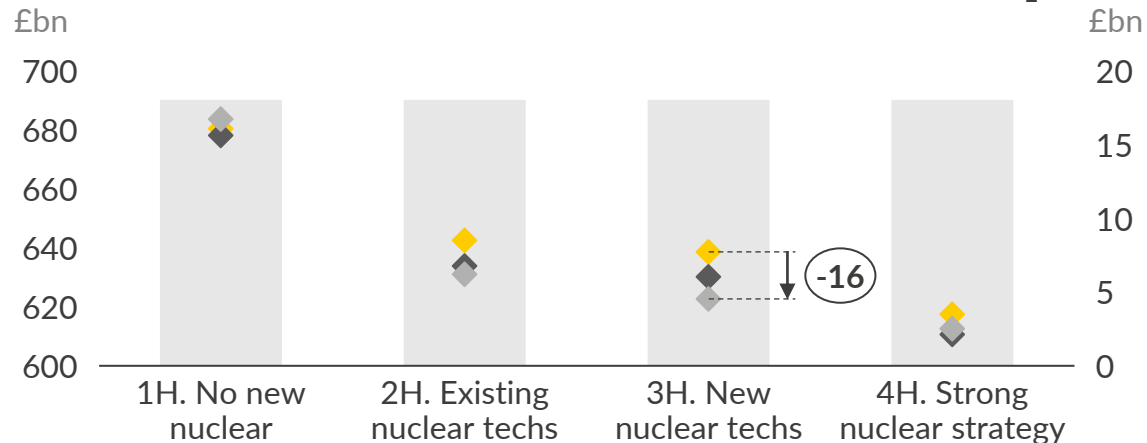 £bn
£bn
700
20
680
15
660
640
10
620
5
600
0
-16
1H. No new
nuclear
2H. Existing
nuclear techs
3H. New
nuclear techs
4H. Strong
nuclear strategy